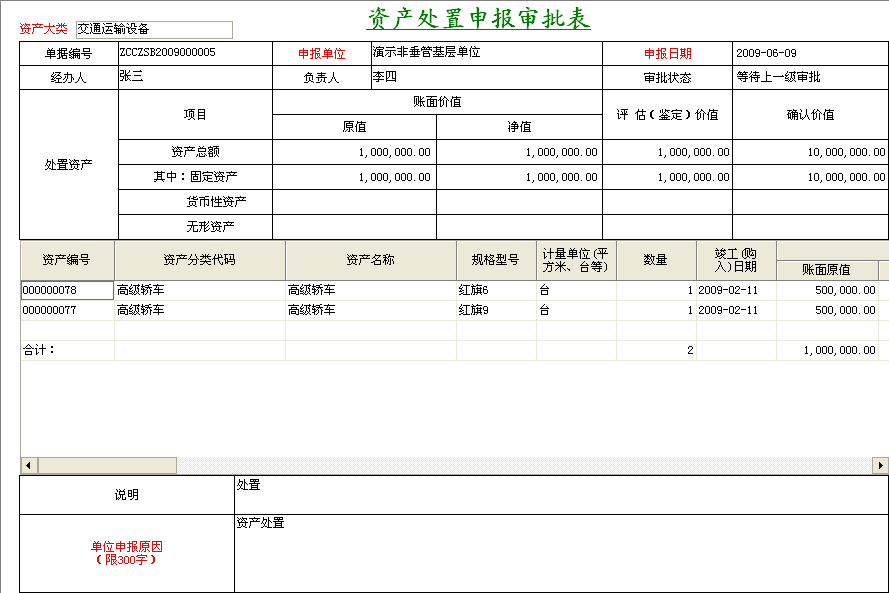 资产处置申报审批表
资产大类 交通运输设备
单据编号 ZCCZSB2009000005 申报单位 演示非垂管基层单位 申报日期 2009-06-09
经办人 张三 负责人 李四 审批状态 等待上一级审批
处置资产 项目 账面价值 评 估(鉴定)价值 确认价值
原值 净值
资产总额 1,000,000.00 1,000,000.00 1,000,000.00 10,000,000.00
其中：固定资产 1,000,000.00 1,000,000.00 1,000,000.00 10,000,000.00
货币性资产
无形资产
资产编号 资产分类代码 资产名称 规格型号 计量单位(平方米、台等) 数量 竣工(购入)日期 账面原值
000000078 高级轿车 高级轿车 红旗6 台 1 2009-02-11 500,000.00
000000077 高级轿车 高级轿车 红旗9 台 1 2009-02-11 500,000.00
合计： 2 1,000,000.00
说明 处置
单位申报原因
(限300字)
资产处置